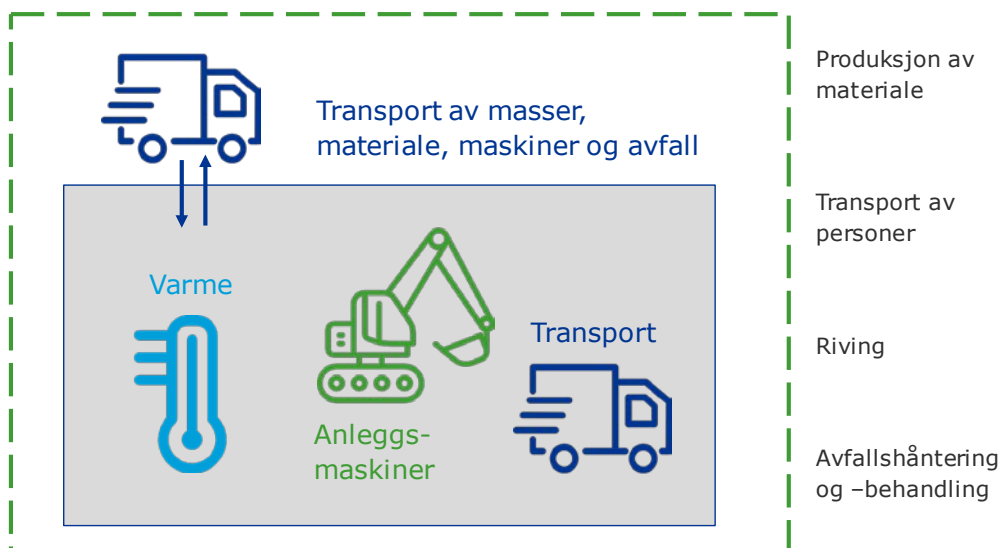 Transport av masser,
materiale, maskiner og avfall
Varme
Anleggs-
maskiner
Transport
Produksjon av
materiale
Transport av
personer
Riving
Avfallshåntering
og –behandling